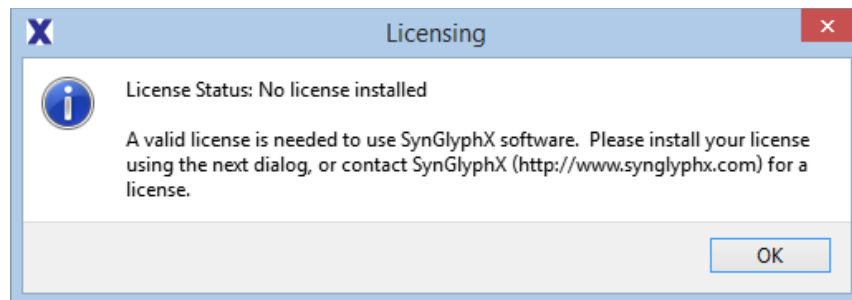 Licensing
License Status: No license installed
A valid license is needed to use SynGlyphX software.  Please install your license
using the next dialog, or contact SynGlyphX (http://www.synglyphx.com) for a
license.
OK